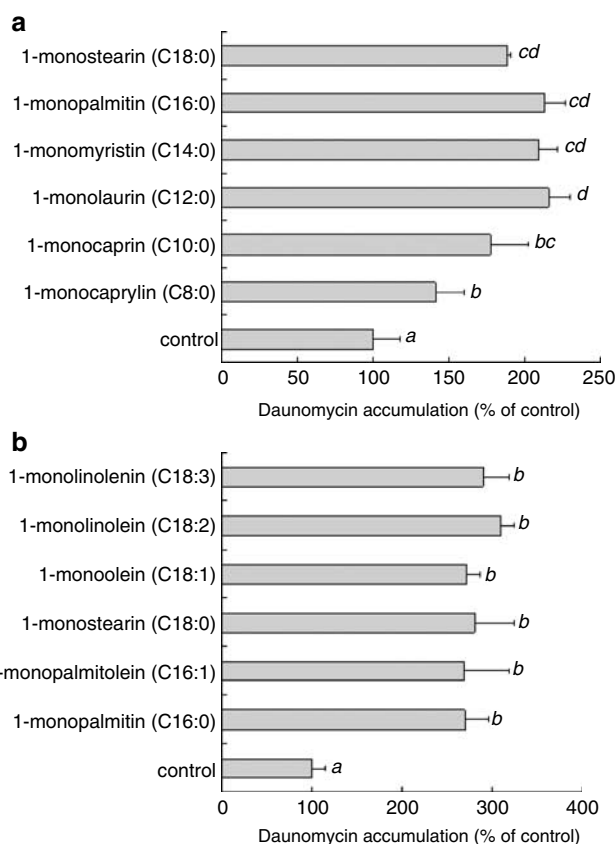 a
1-monostearin (C18:0)
cd
1-monopalmitin (C16:0)
cd
1-monomyristin (C14:0)
cd
1-monolaurin (C12:0)
d
1-monocaprin (C10:0)
bc
1-monocaprylin (C8:0)
b
control
a
0 50 100 150 200 250
Daunomycin accumulation (% of control)
b
1-monolinolenin (C18:3)
b
1-monolinolein (C18:2)
b
1-monoolein (C18:1)
b
1-monostearin (C18:0)
b
-monopalmitolein (C16:1)
b
1-monopalmitin (C16:0)
b
control
a
0 100 200 300 400
Daunomycin accumulation (% of control)